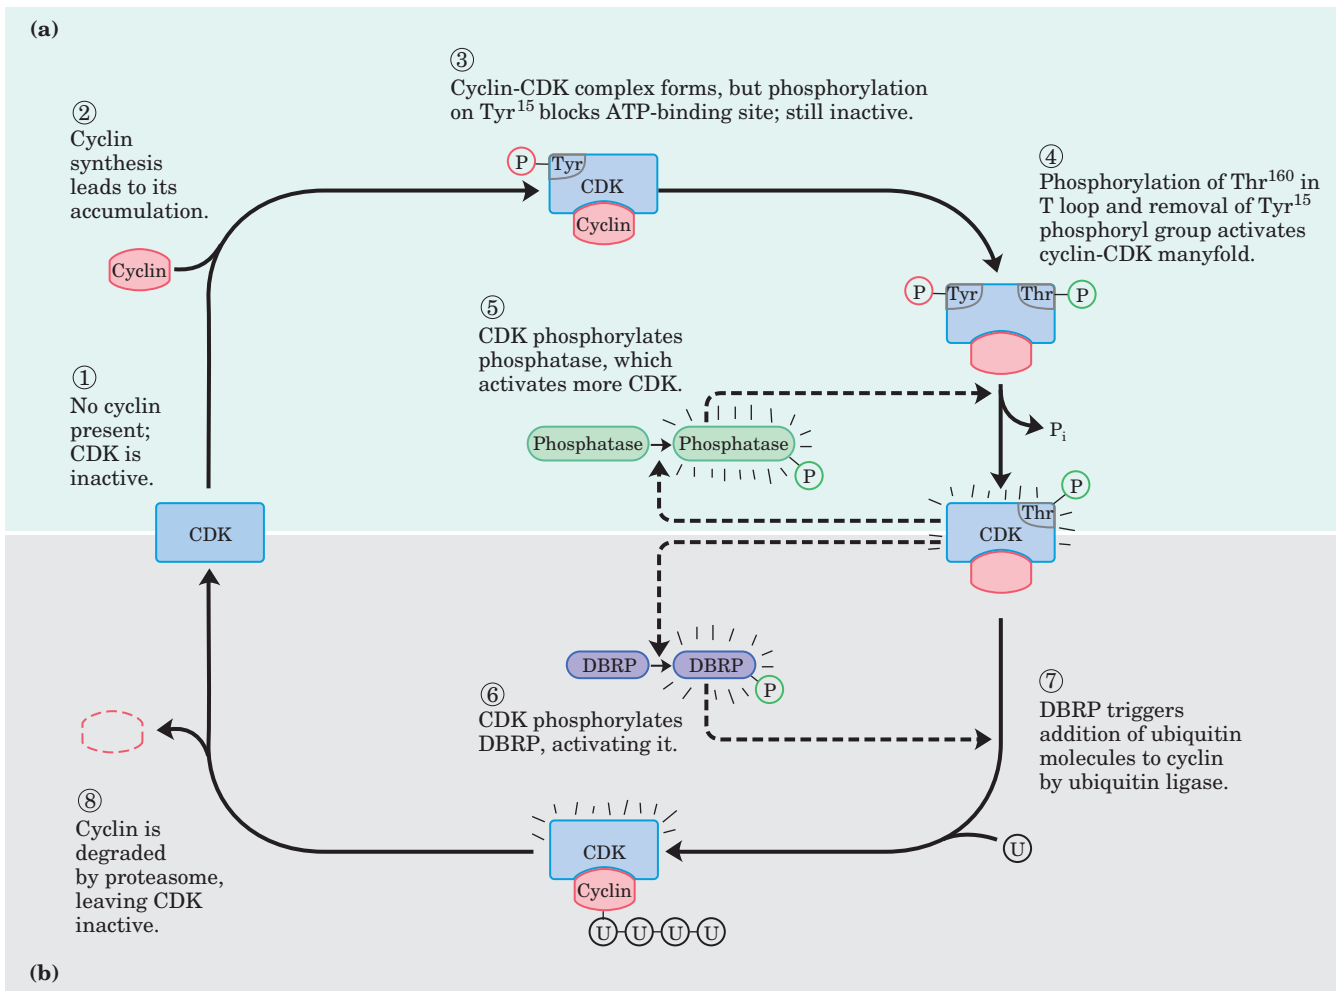 (a)
③
Cyclin-CDK complex forms, but phosphorylation
on Tyr¹⁵ blocks ATP-binding site; still inactive.
②
Cyclin
synthesis
leads to its
accumulation.
P
Tyr
CDK
Cyclin
④
Phosphorylation of Thr¹⁶⁰ in
T loop and removal of Tyr¹⁵
phosphoryl group activates
cyclin-CDK manyfold.
Cyclin
P
Tyr
Thr
P
⑤
CDK phosphorylates
phosphatase, which
activates more CDK.
①
No cyclin
present;
CDK is
inactive.
Phosphatase
Phosphatase
P
Pᵢ
P
Thr
CDK
CDK
DBRP
DBRP
P
⑥
CDK phosphorylates
DBRP, activating it.
⑦
DBRP triggers
addition of ubiquitin
molecules to cyclin
by ubiquitin ligase.
⑧
Cyclin is
degraded
by proteasome,
leaving CDK
inactive.
CDK
Cyclin
U
U
U
U
U
(b)